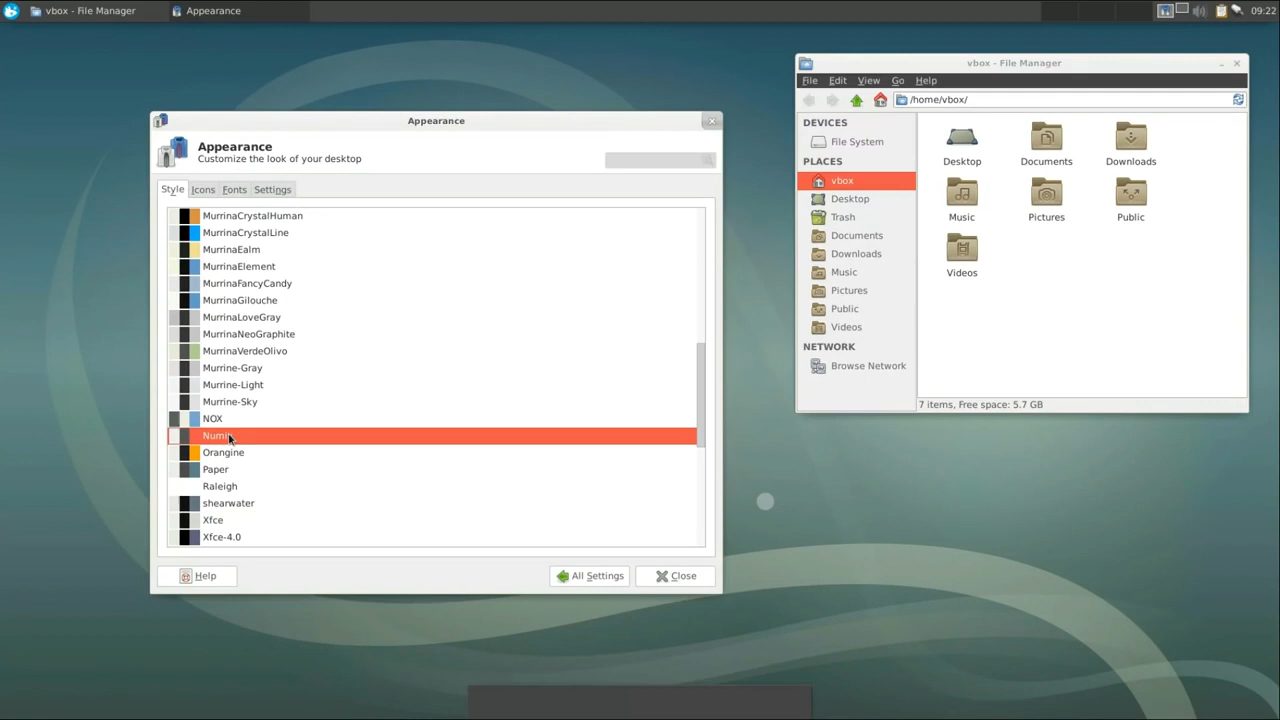 vbox - File Manager
Appearance
09:22
Appearance
Appearance
Customize the look of your desktop
Style
Icons
Fonts
Settings
MurrinaCrystalHuman
MurrinaCrystalLine
MurrinaEalm
MurrinaElement
MurrinaFancyCandy
MurrinaGilouche
MurrinaLoveGray
MurrinaNeoGraphite
MurrinaVerdeOlivo
Murrine-Gray
Murrine-Light
Murrine-Sky
NOX
Orangine
Paper
Raleigh
shearwater
Xfce
Xfce-4.0
Help
All Settings
Close
vbox - File Manager
File Edit View Go Help
/home/vbox/
DEVICES
File System
PLACES
vbox
Desktop
Trash
Documents
Downloads
Music
Pictures
Public
Videos
NETWORK
Browse Network
Desktop
Documents
Downloads
Music
Pictures
Public
Videos
7 items, Free space: 5.7 GB